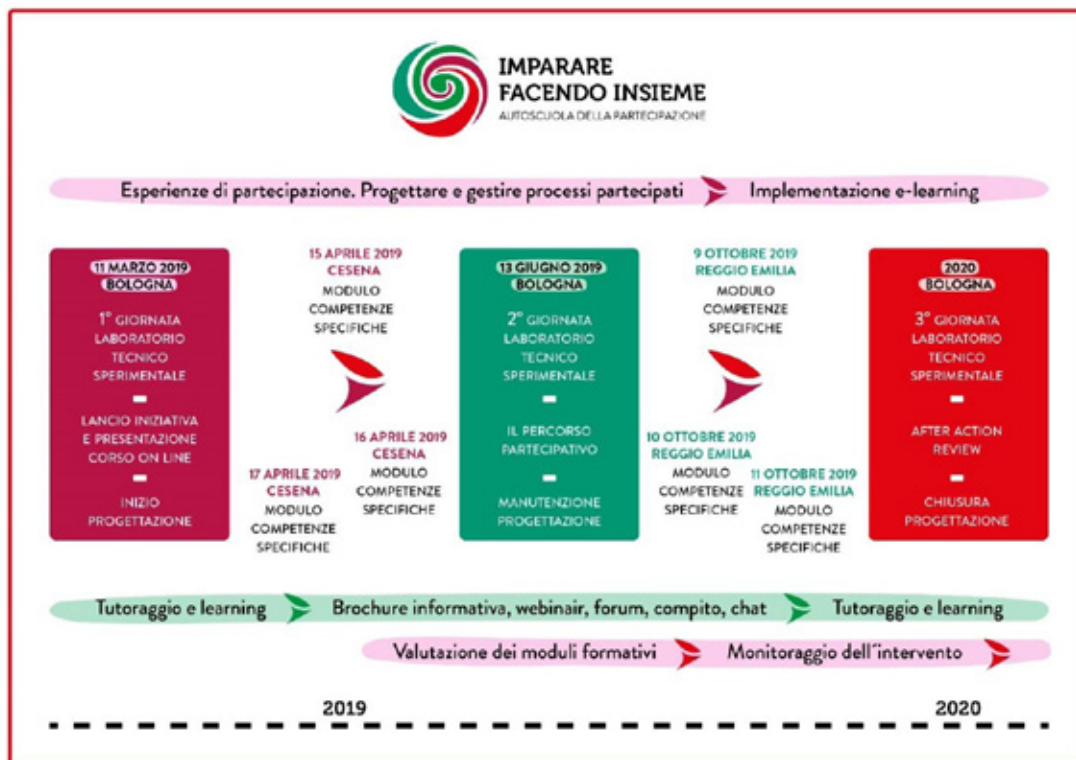 IMPARARE
FACENDO INSIEME
AUTOSCUOLA DELLA PARTECIPAZIONE
Esperienze di partecipazione. Progettare e gestire processi partecipati
Implementazione e-learning
11 MARZO 2019
BOLOGNA
1° GIORNATA
LABORATORIO
TECNICO
SPERIMENTALE
LANCIO INIZIATIVA
E PRESENTAZIONE
CORSO ON LINE
INIZIO
PROGETTAZIONE
15 APRILE 2019
CESENA
MODULO
COMPETENZE
SPECIFICHE
16 APRILE 2019
CESENA
MODULO
COMPETENZE
SPECIFICHE
17 APRILE 2019
CESENA
MODULO
COMPETENZE
SPECIFICHE
13 GIUGNO 2019
BOLOGNA
2° GIORNATA
LABORATORIO
TECNICO
SPERIMENTALE
IL PERCORSO
PARTECIPATIVO
MANUTENZIONE
PROGETTAZIONE
9 OTTOBRE 2019
REGGIO EMILIA
MODULO
COMPETENZE
SPECIFICHE
10 OTTOBRE 2019
REGGIO EMILIA
MODULO
COMPETENZE
SPECIFICHE
11 OTTOBRE 2019
REGGIO EMILIA
MODULO
COMPETENZE
SPECIFICHE
2020
BOLOGNA
3° GIORNATA
LABORATORIO
TECNICO
SPERIMENTALE
AFTER ACTION
REVIEW
CHIUSURA
PROGETTAZIONE
Tutoraggio e learning
Brochure informativa, webinair, forum, compito, chat
Tutoraggio e learning
Valutazione dei moduli formativi
Monitoraggio dell'intervento
2019
2020